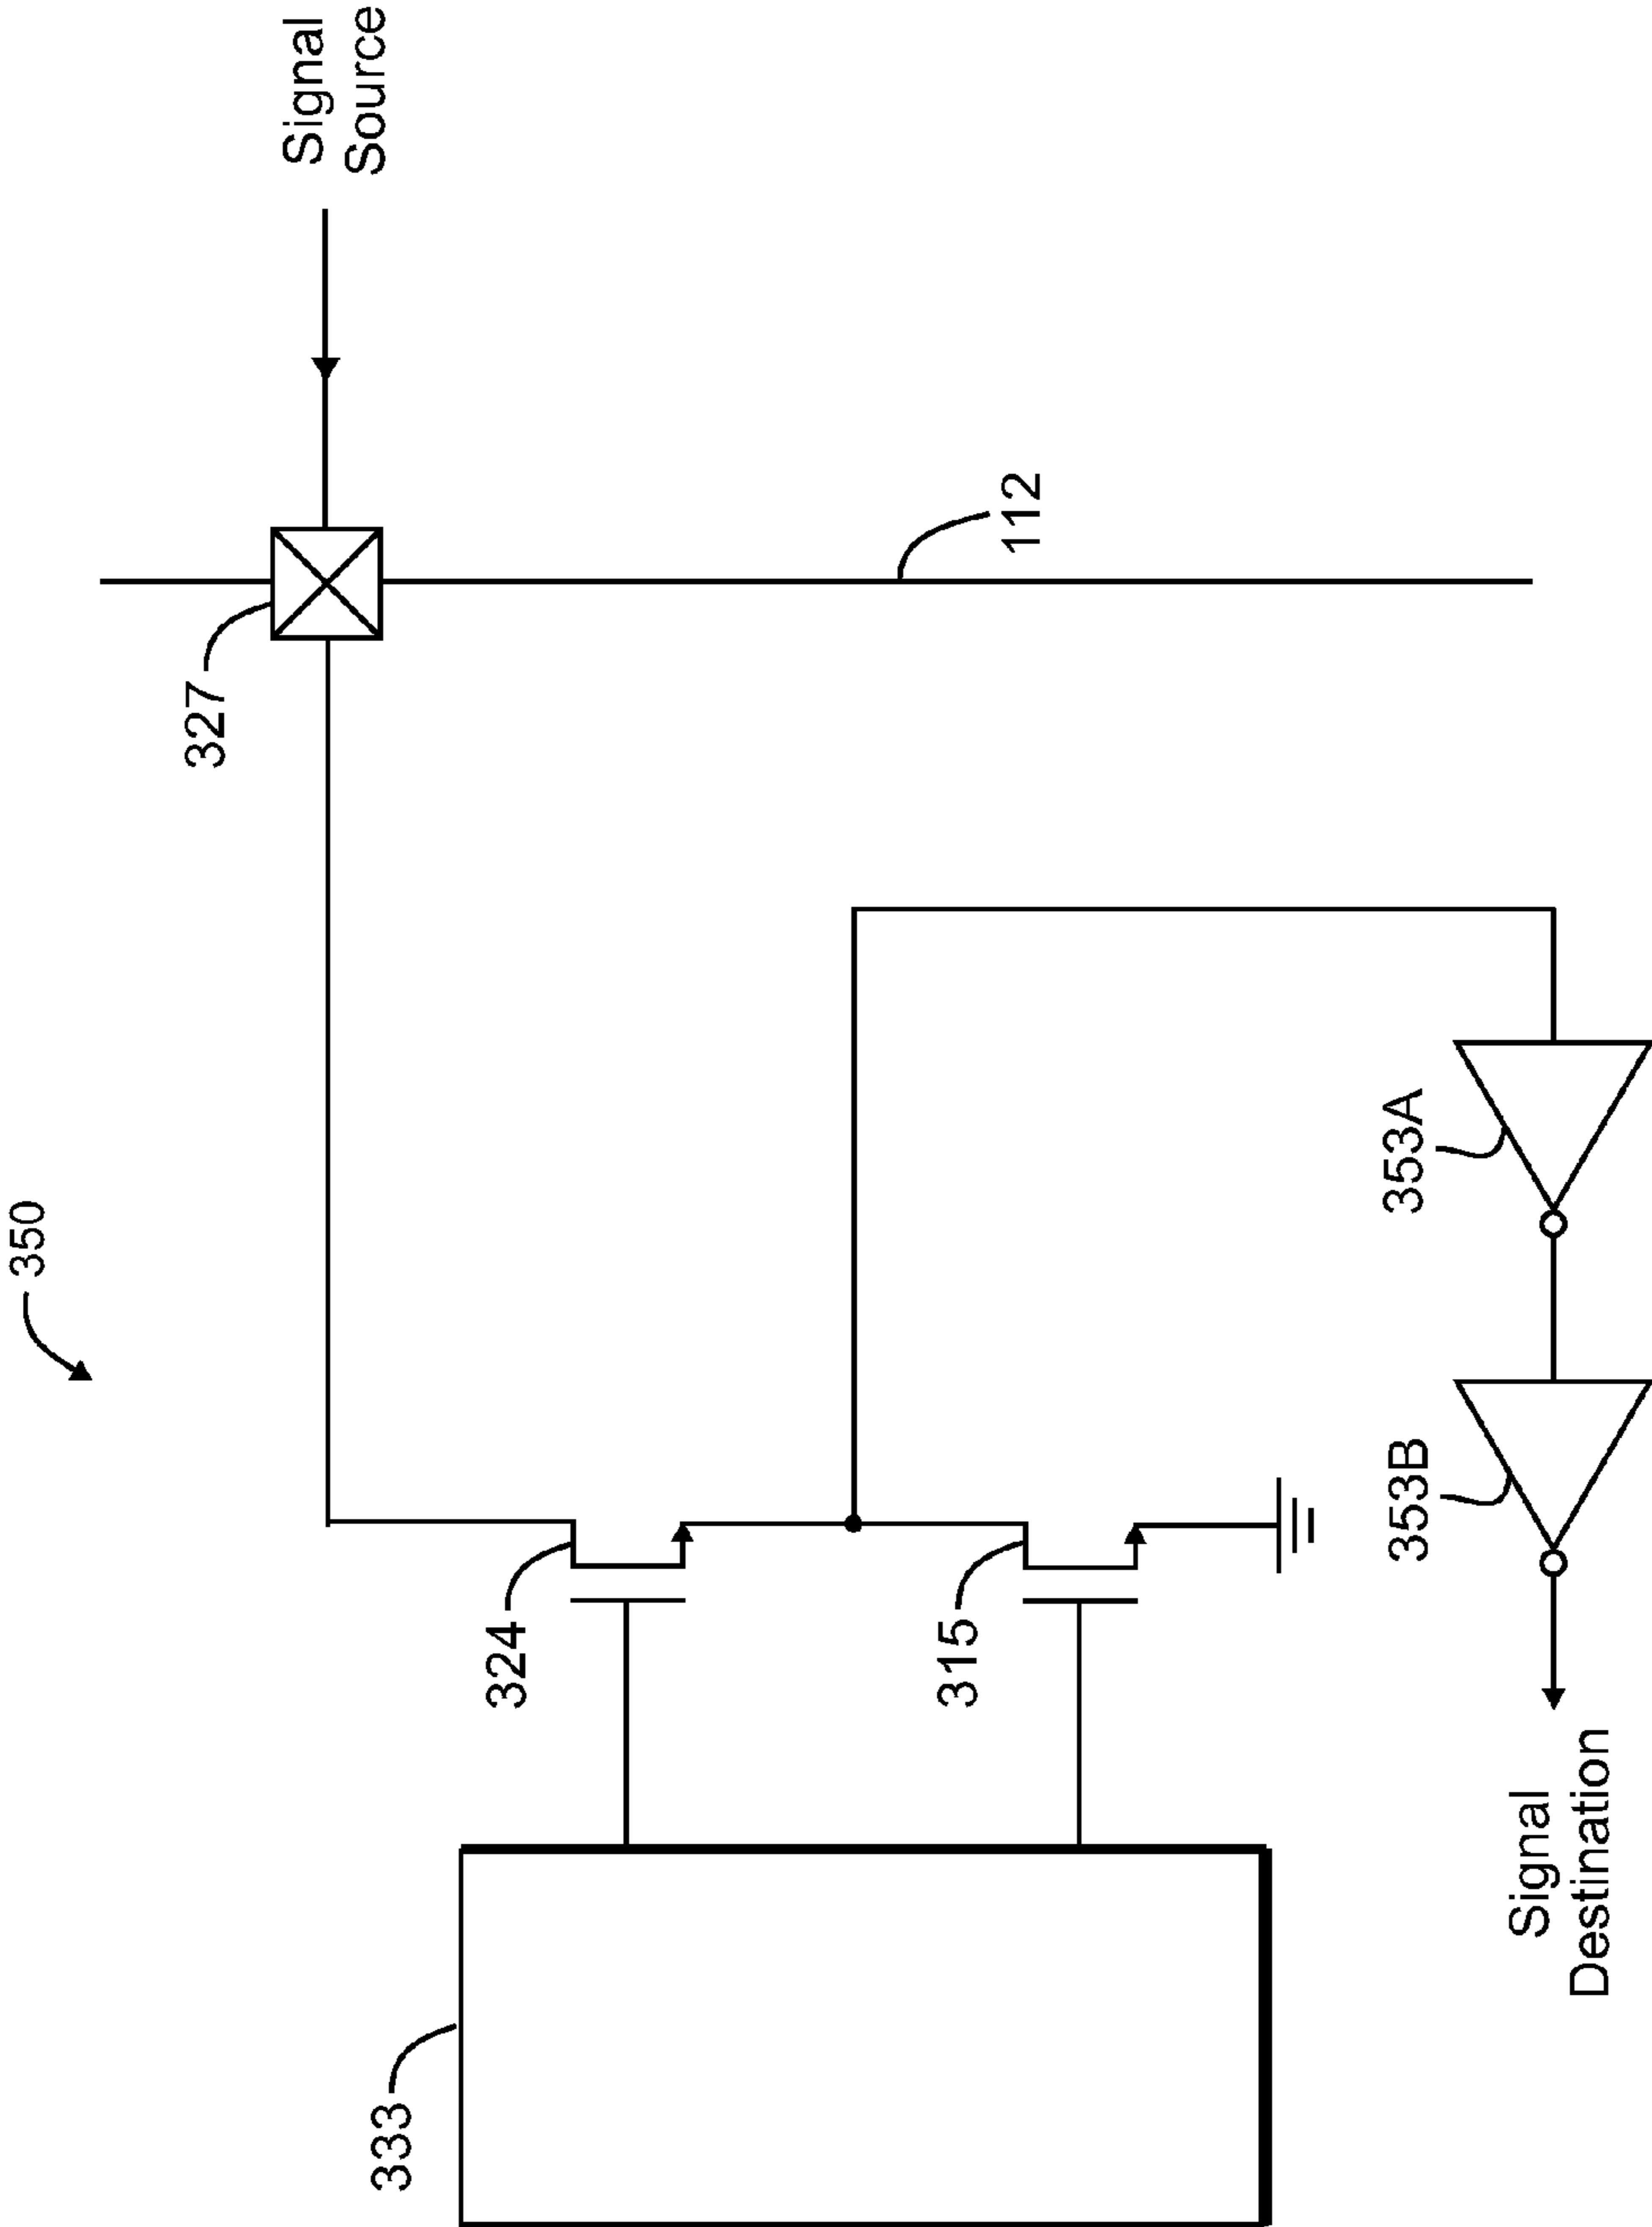 350
Signal
Source
327
112
324
315
333
353A
353B
Signal
Destination